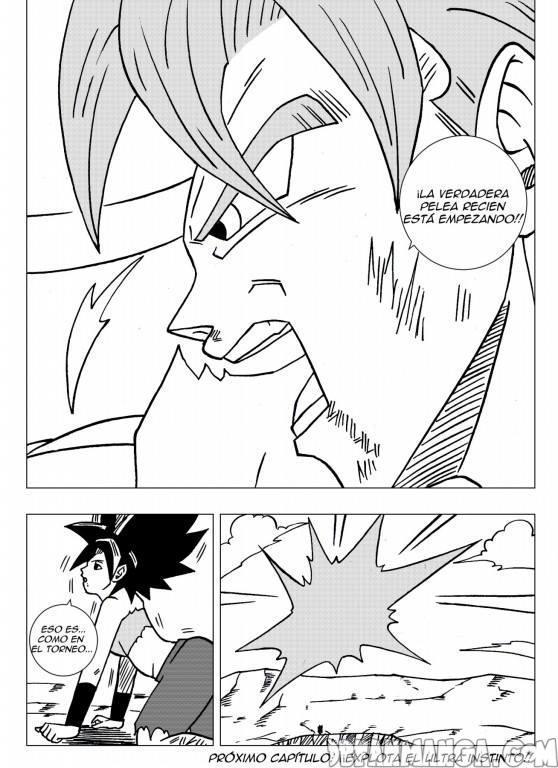 ¡LA VERDADERA
PELEA RECIEN
ESTÁ EMPEZANDO!!
ESO ES...
COMO EN
EL TORNEO...
PRÓXIMO CAPÍTULO: ¡EXPLOTA EL ULTRA INSTINTO!!